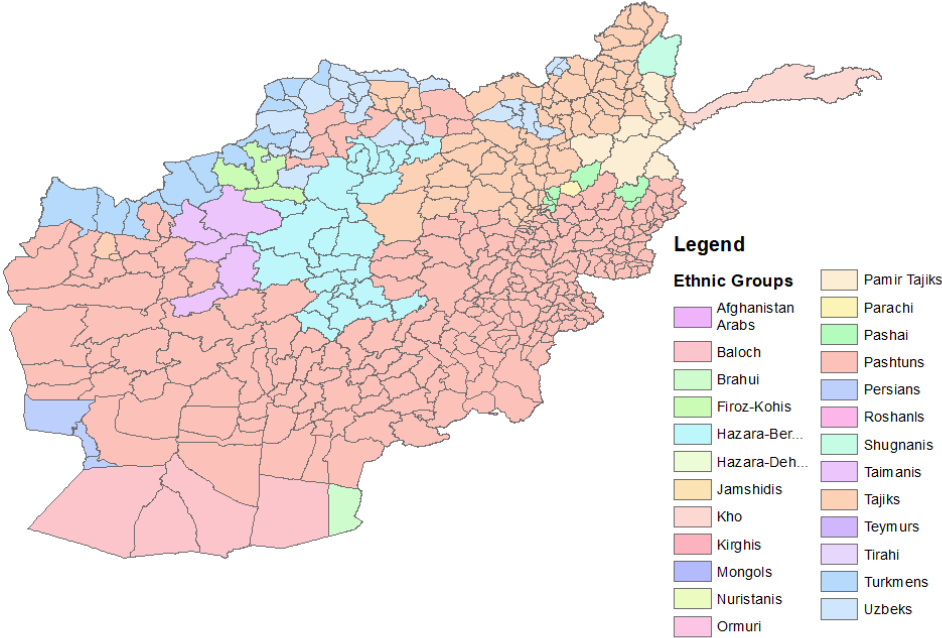 Legend
Ethnic Groups
Afghanistan
Arabs
Baloch
Brahui
Firoz-Kohis
Hazara-Ber...
Hazara-Deh...
Jamshidis
Kho
Kirghis
Mongols
Nuristanis
Ormuri
Pamir Tajiks
Parachi
Pashai
Pashtuns
Persians
Roshanls
Shugnanis
Taimanis
Tajiks
Teymurs
Tirahi
Turkmens
Uzbeks